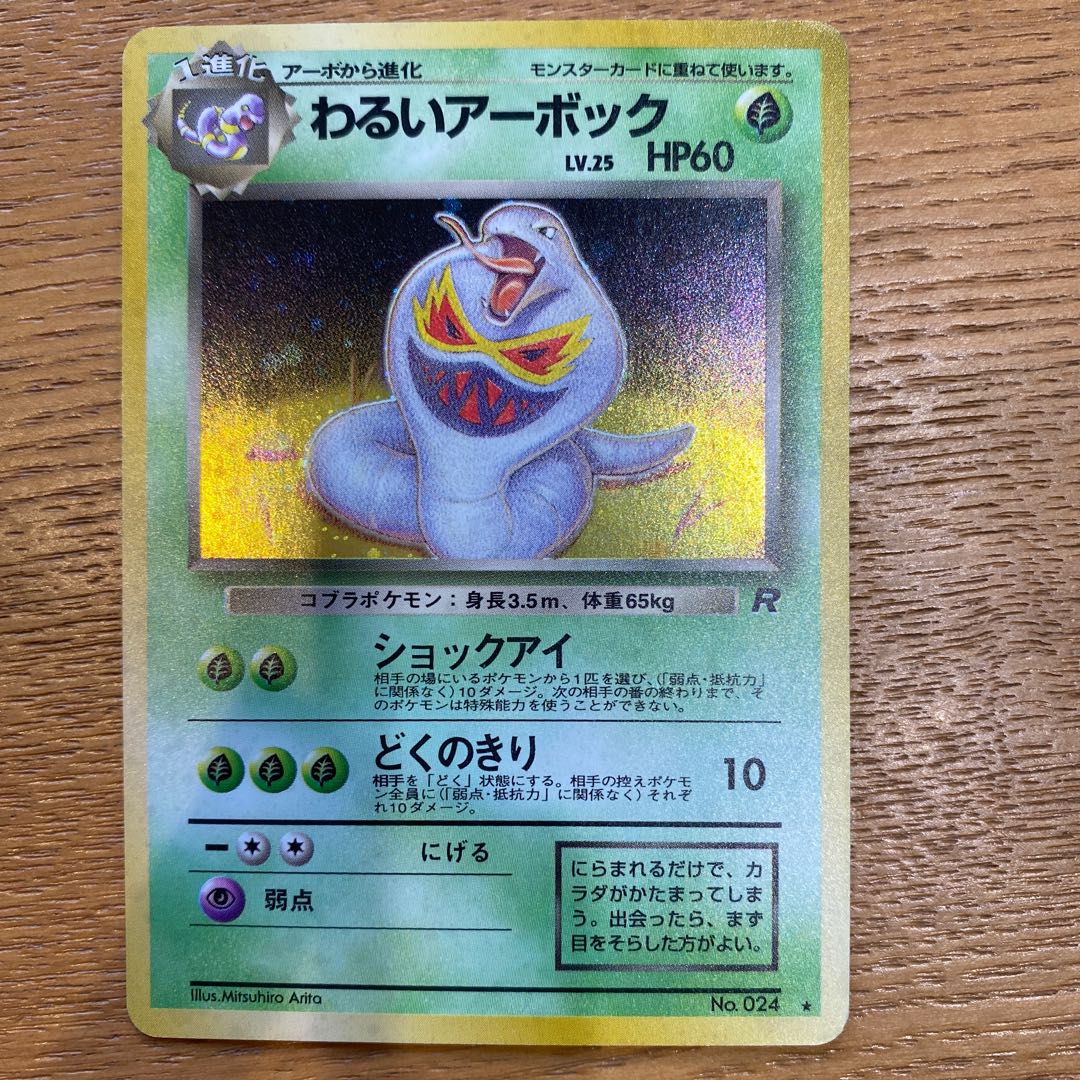 1進化
アーボから進化
モンスターカードに重ねて使います。
わるいアーボック
LV.25 HP60
コブラポケモン：身長3.5m、体重65kg
R
ショックアイ
相手の場にいるポケモンから1匹を選び、(「弱点・抵抗力」
に関係なく)10ダメージ。次の相手の番の終わりまで、そ
のポケモンは特殊能力を使うことができない。
どくのきり
10
相手を「どく」状態にする。相手の控えポケモ
ン全員に(「弱点・抵抗力」に関係なく)それぞ
れ10ダメージ。
にげる
弱点
にらまれるだけで、カ
ラダがかたまってしま
う。出会ったら、まず
目をそらした方がよい。
Illus.Mitsuhiro Arita
No. 024 ★